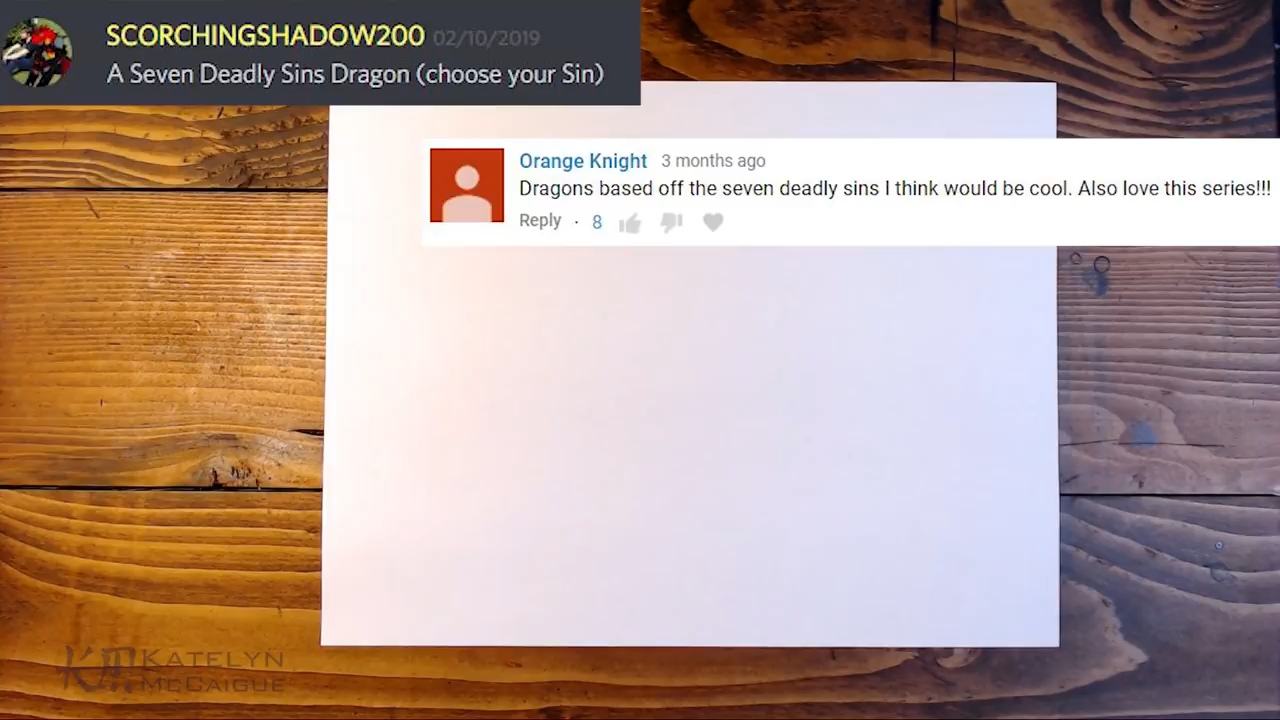 SCORCHINGSHADOW200 02/10/2019
A Seven Deadly Sins Dragon (choose your Sin)
Orange Knight 3 months ago
Dragons based off the seven deadly sins I think would be cool. Also love this series!!!
Reply · 8
KM KATELYN
MCCAIGUE